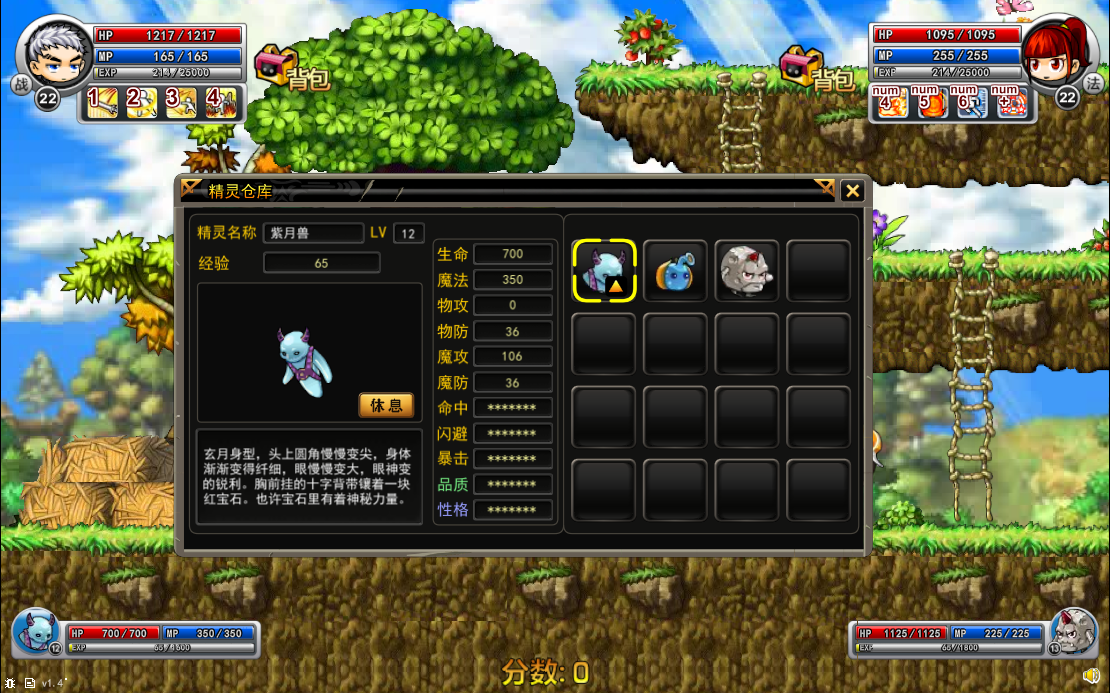 HP 1217/1217
MP 165/165
EXP 214/25000
战 22
1 2 3 4
背包
背包
HP 1095/1095
MP 255/255
EXP 214/25000
法 22
num 4 num 5 num 6 num +
精灵仓库
精灵名称 紫月兽 LV 12
经验 65
生命 700
魔法 350
物攻 0
物防 36
魔攻 106
魔防 36
命中 *******
闪避 *******
暴击 *******
品质 *******
性格 *******
休息
玄月身型，头上圆角慢慢变尖，身体
渐渐变得纤细，眼慢慢变大，眼神变
的锐利。胸前挂的十字背带镶着一块
红宝石。也许宝石里有着神秘力量。
HP 700/700 MP 350/350
EXP
12
HP 1125/1125 MP 225/225
EXP
13
分数: 0
v1.4